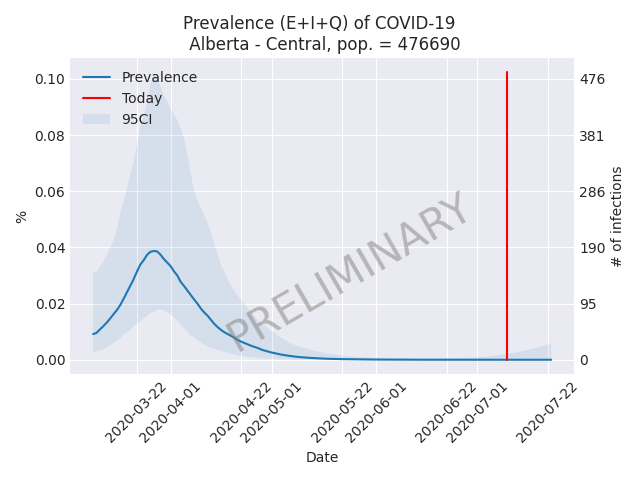 Prevalence (E+I+Q) of COVID-19
Alberta - Central, pop. = 476690
Prevalence
Today
95CI
0.10
0.08
0.06
0.04
0.02
0.00
%
476
381
286
190
95
0
# of infections
PRELIMINARY
2020-03-22
2020-04-01
2020-04-22
2020-05-01
2020-05-22
2020-06-01
2020-06-22
2020-07-01
2020-07-22
Date